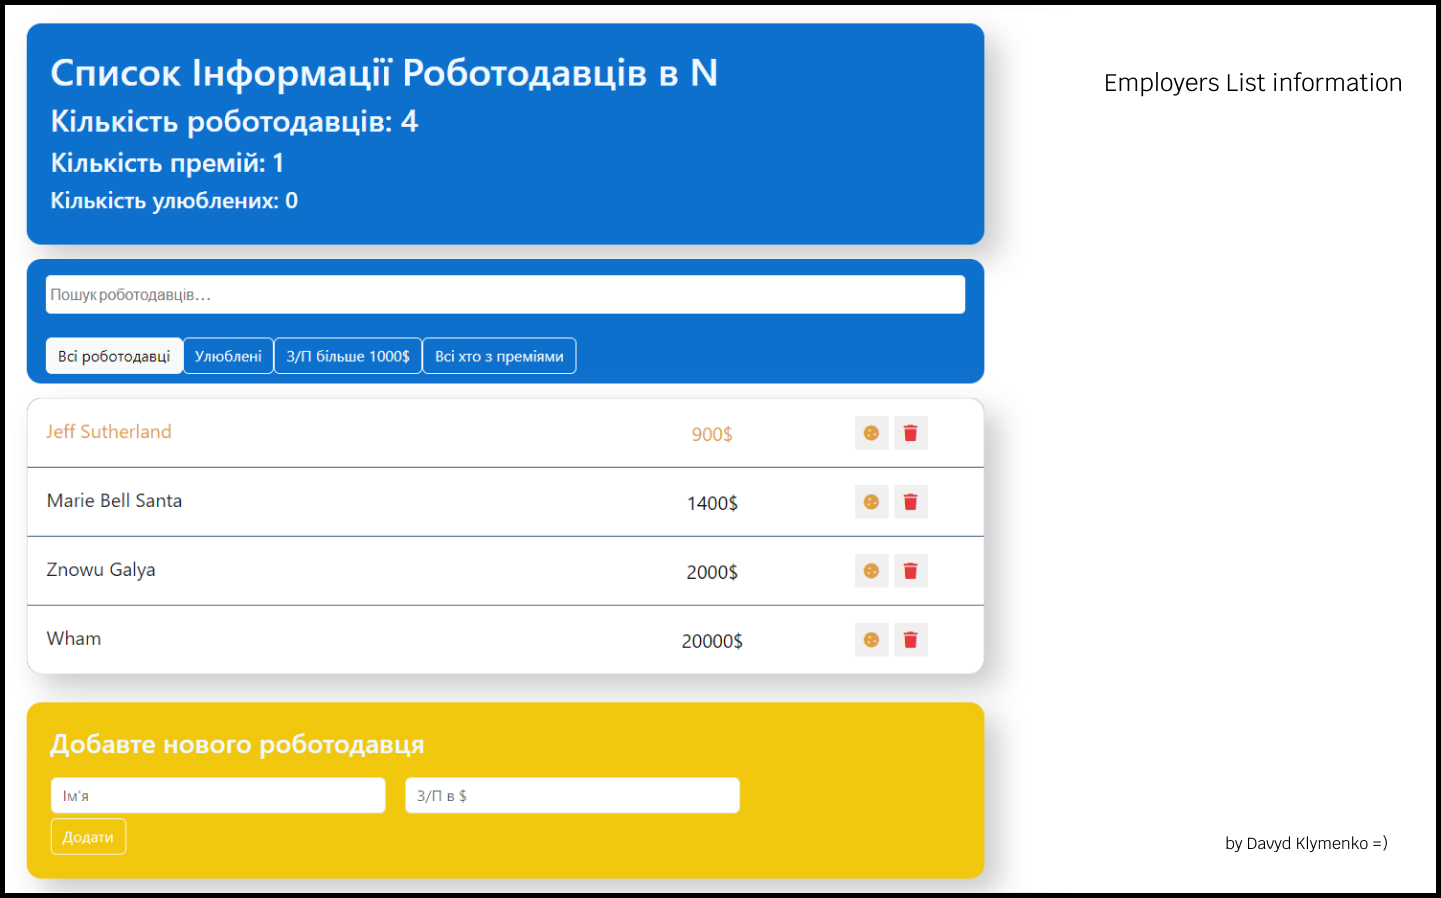 Список Інформації Роботодавців в N
Кількість роботодавців: 4
Кількість премій: 1
Кількість улюблених: 0
Employers List information
Пошук роботодавців...
Всі роботодавці Улюблені З/П більше 1000$ Всі хто з преміями
Jeff Sutherland 900$
Marie Bell Santa 1400$
Znowu Galya 2000$
Wham 20000$
Добавте нового роботодавця
Ім'я З/П в $
Додати
by Davyd Klymenko =)